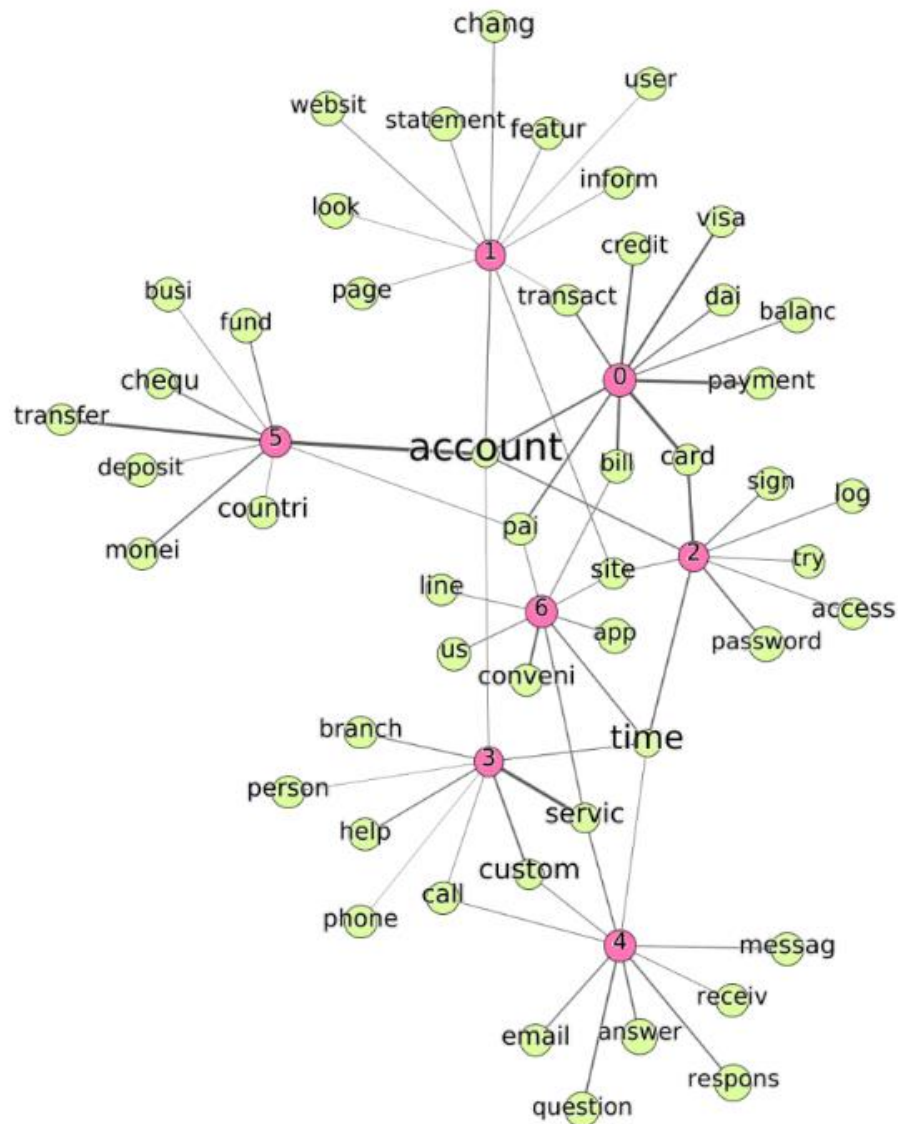 chang
user
websit
statement
featur
inform
look
visa
credit
1
busi
page
transact
dai
balanc
fund
0
chequ
payment
transfer
5
account
deposit
bill
card
countri
sign
log
monei
pai
2
try
line
site
6
app
access
us
conveni
password
branch
time
3
person
help
servic
custom
call
phone
4
messag
receiv
email
answer
respons
question